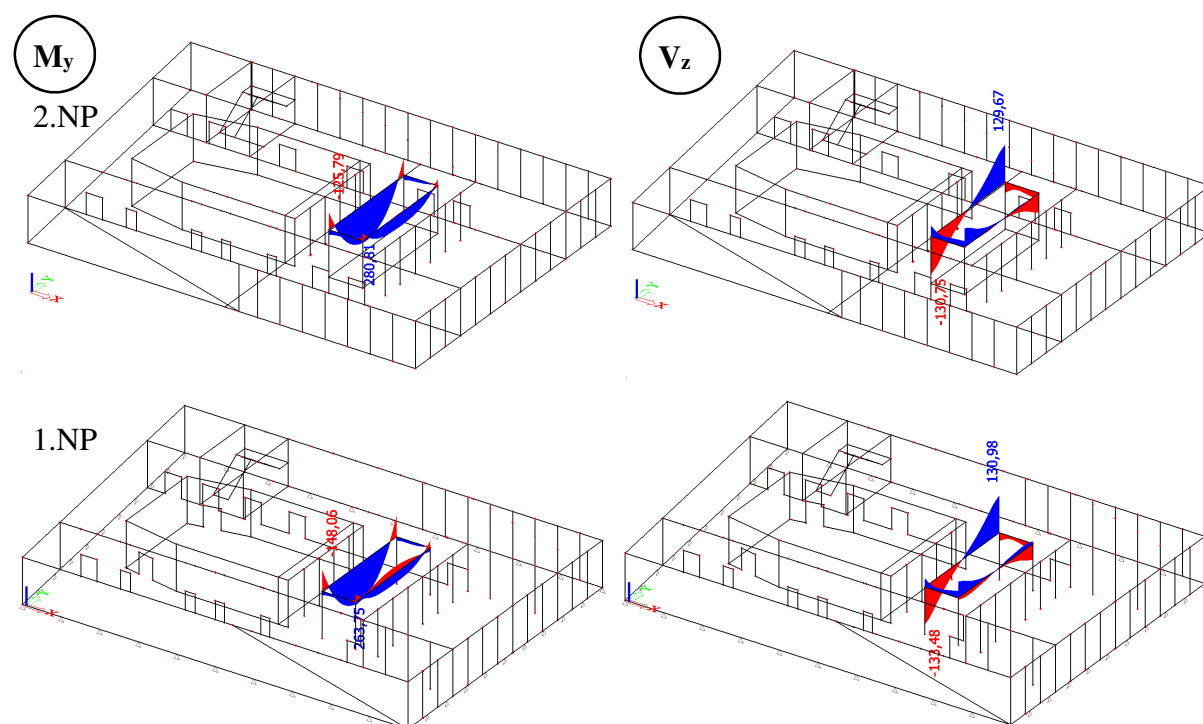 My
Vz
2.NP
-125,79
280,81
129,67
-130,75
Y
X
Y
X
1.NP
-148,06
263,75
130,98
-133,48
Y
X
Y
X